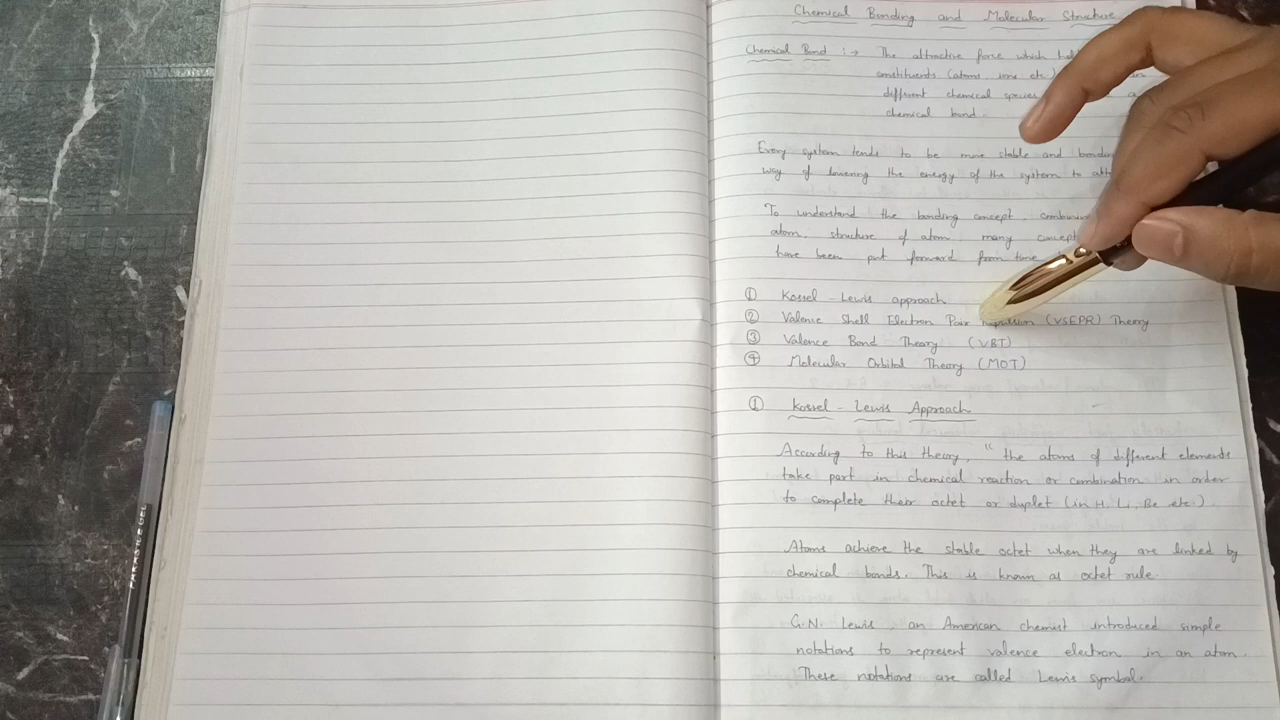 Chemical Bonding and Molecular Structure
Chemical Bond :→ The attractive force which
constituents (atoms, ions etc.)
different chemical species
chemical bond.
Every system tends to be more stable and
way of lowering the energy of the system to
To understand the bonding concept,
atom, structure of atom, many
have been put forward from time
① Kossel - Lewis approach
② Valence Shell Electron Pair Repulsion (VSEPR) Theory
③ Valence Bond Theory (VBT)
④ Molecular Orbital Theory (MOT)
① Kossel - Lewis Approach
According to this theory, "the atoms of different elements
take part in chemical reaction or combination in order
to complete their octet or duplet (in H, Li, Be etc.)
Atoms achieve the stable octet when they are linked by
chemical bonds. This is known as octet rule.
G.N. Lewis an American chemist introduced simple
notations to represent valence electron in an atom.
These notations are called Lewis symbol.
PARAS ICE GEL